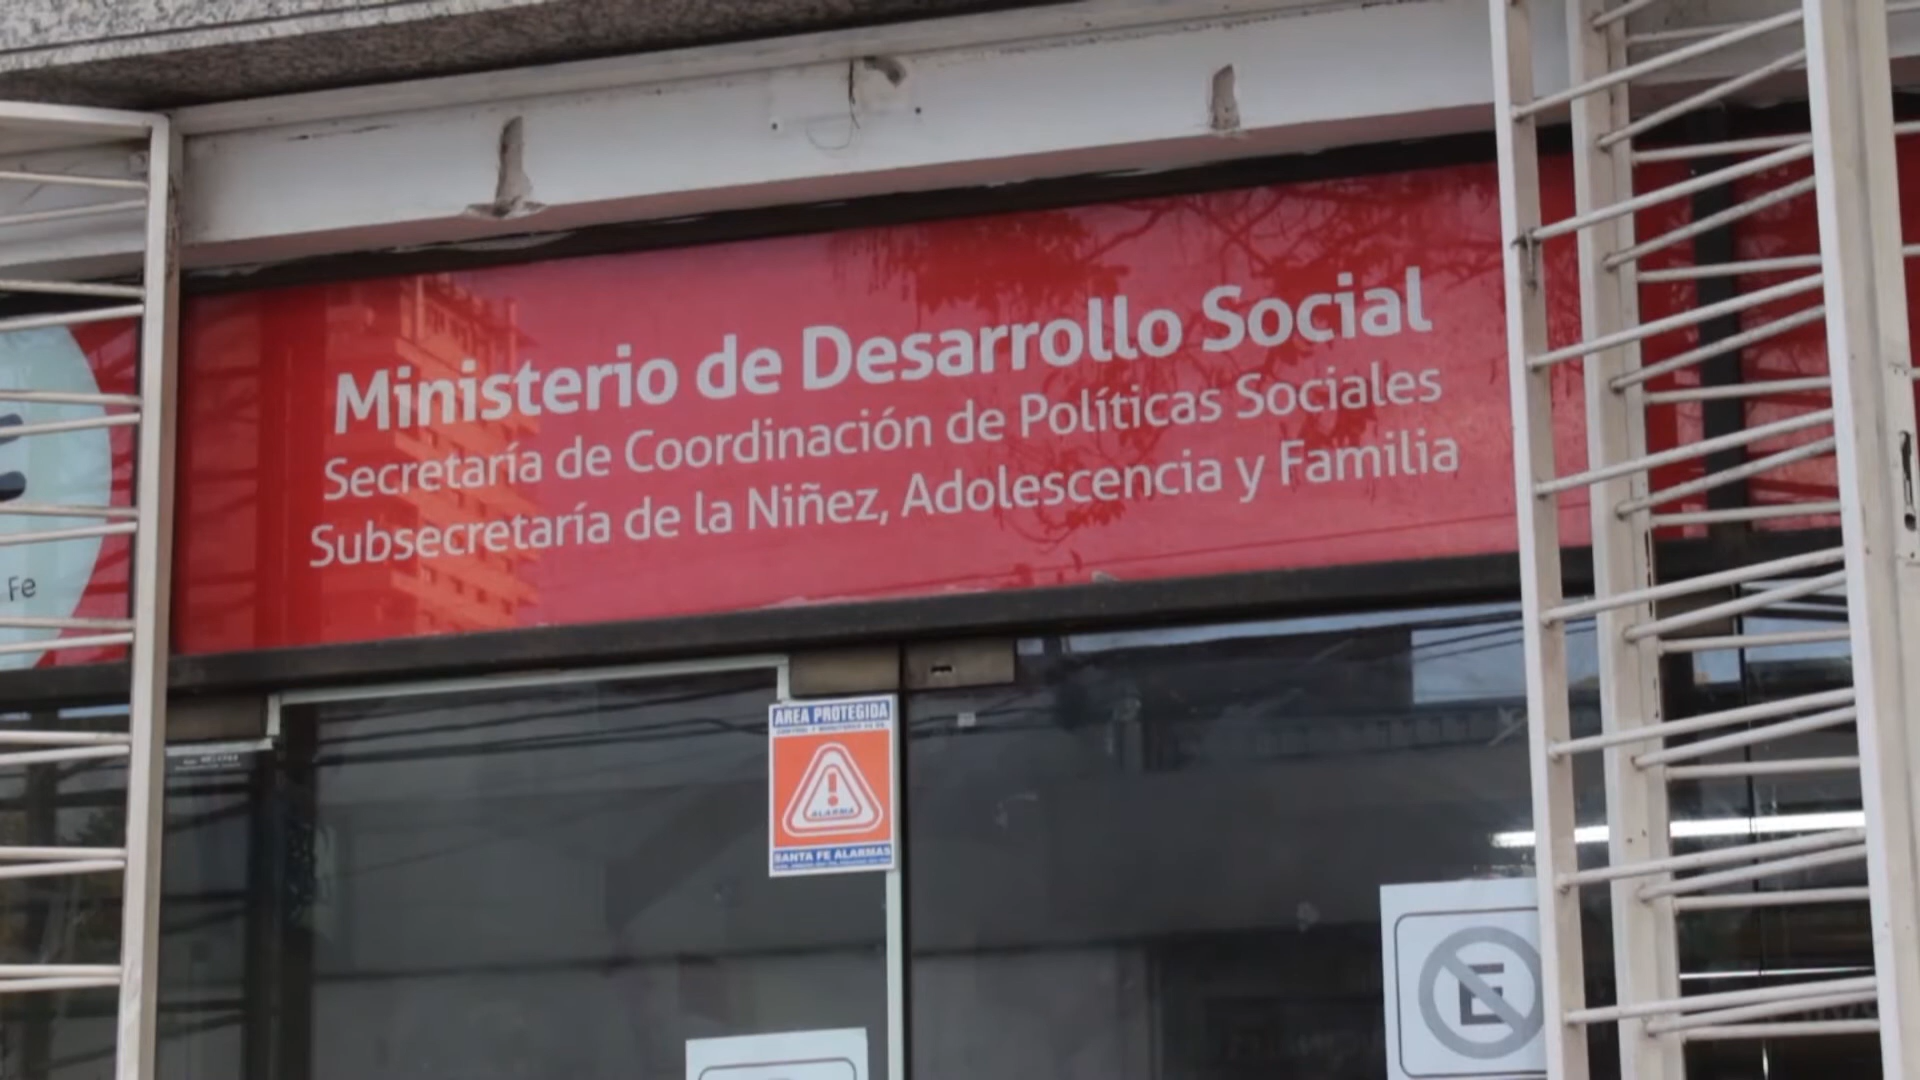 Ministerio de Desarrollo Social
Secretaría de Coordinación de Políticas Sociales
Subsecretaría de la Niñez, Adolescencia y Familia
Fe
AREA PROTEGIDA
ALARMA
SANTA FE ALARMAS
E